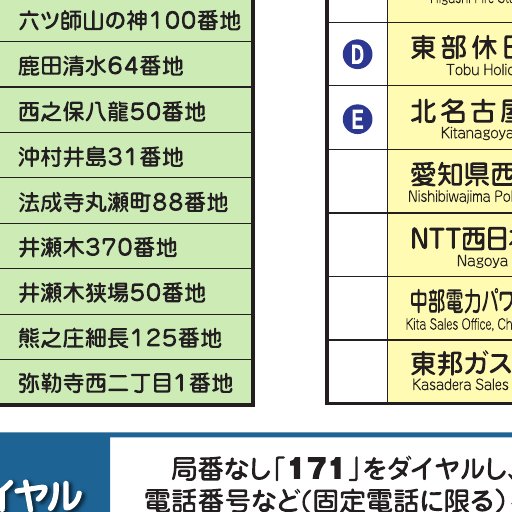 六ツ師山の神100番地
鹿田清水64番地
西之保八龍50番地
沖村井島31番地
法成寺丸瀬町88番地
井瀬木370番地
井瀬木狭場50番地
熊之庄細長125番地
弥勒寺西二丁目1番地
D
東部休日
Tobu Holid
E
北名古屋
Kitanagoya
愛知県西
Nishibiwajima Pol
NTT西日本
Nagoya
中部電力パワ
Kita Sales Office, Ch
東邦ガス
Kasadera Sales
イヤル
局番なし「171」をダイヤルし、
電話番号など(固定電話に限る)